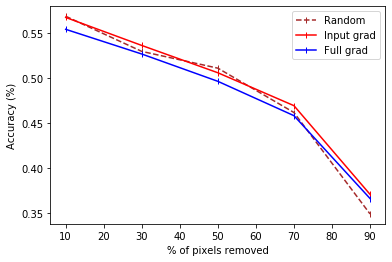 Random
Input grad
Full grad
Accuracy (%)
0.55
0.50
0.45
0.40
0.35
10 20 30 40 50 60 70 80 90
% of pixels removed